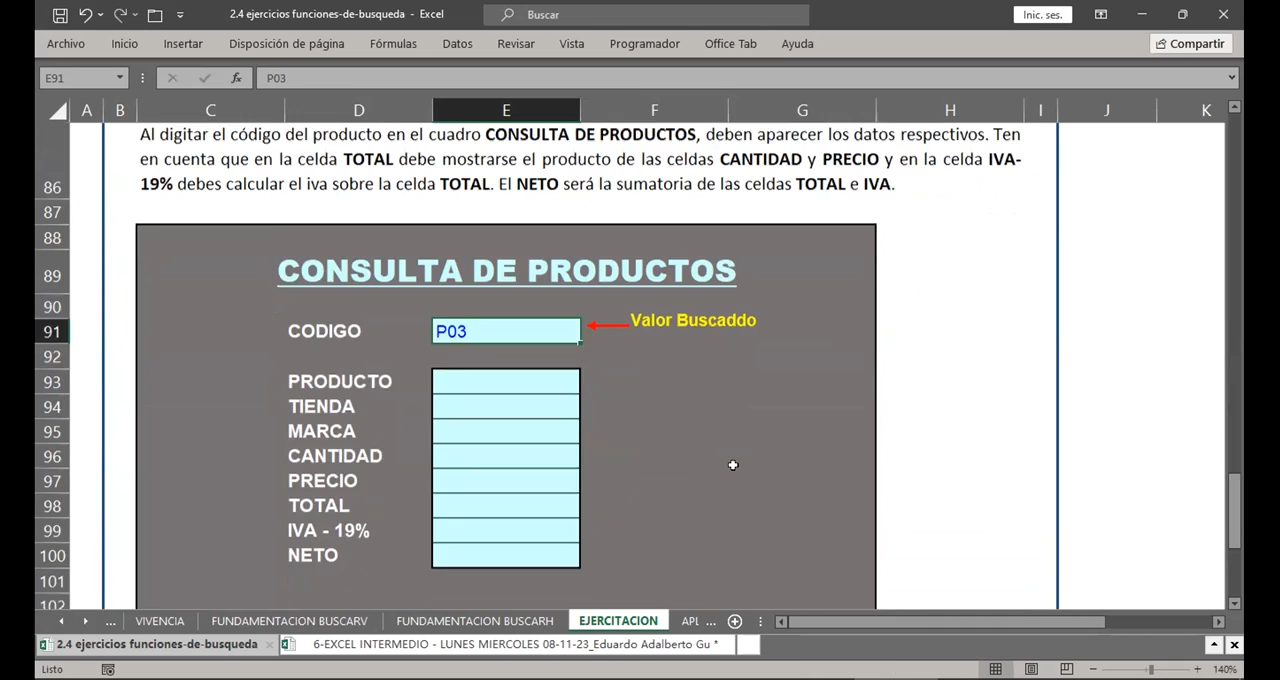 2.4 ejercicios funciones-de-busqueda - Excel
Buscar
Inic. ses.
Archivo Inicio Insertar Disposición de página Fórmulas Datos Revisar Vista Programador Office Tab Ayuda Compartir
E91 fx P03
A B C D E F G H I J K
Al digitar el código del producto en el cuadro CONSULTA DE PRODUCTOS, deben aparecer los datos respectivos. Ten
en cuenta que en la celda TOTAL debe mostrarse el producto de las celdas CANTIDAD y PRECIO y en la celda IVA-
86 19% debes calcular el iva sobre la celda TOTAL. El NETO será la sumatoria de las celdas TOTAL e IVA.
87
88
89 CONSULTA DE PRODUCTOS
90
91 CODIGO P03 Valor Buscaddo
92
93 PRODUCTO
94 TIENDA
95 MARCA
96 CANTIDAD
97 PRECIO
98 TOTAL
99 IVA - 19%
100 NETO
101
102
... VIVENCIA FUNDAMENTACION BUSCARV FUNDAMENTACION BUSCARH EJERCITACION APL ...
2.4 ejercicios funciones-de-busqueda 6-EXCEL INTERMEDIO - LUNES MIERCOLES 08-11-23_Eduardo Adalberto Gu *
Listo 140%